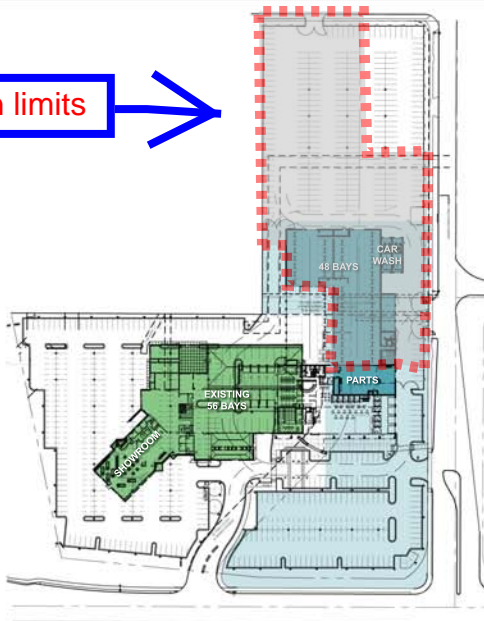 limits
CAR
WASH
48 BAYS
PARTS
EXISTING
56 BAYS
SHOWROOM